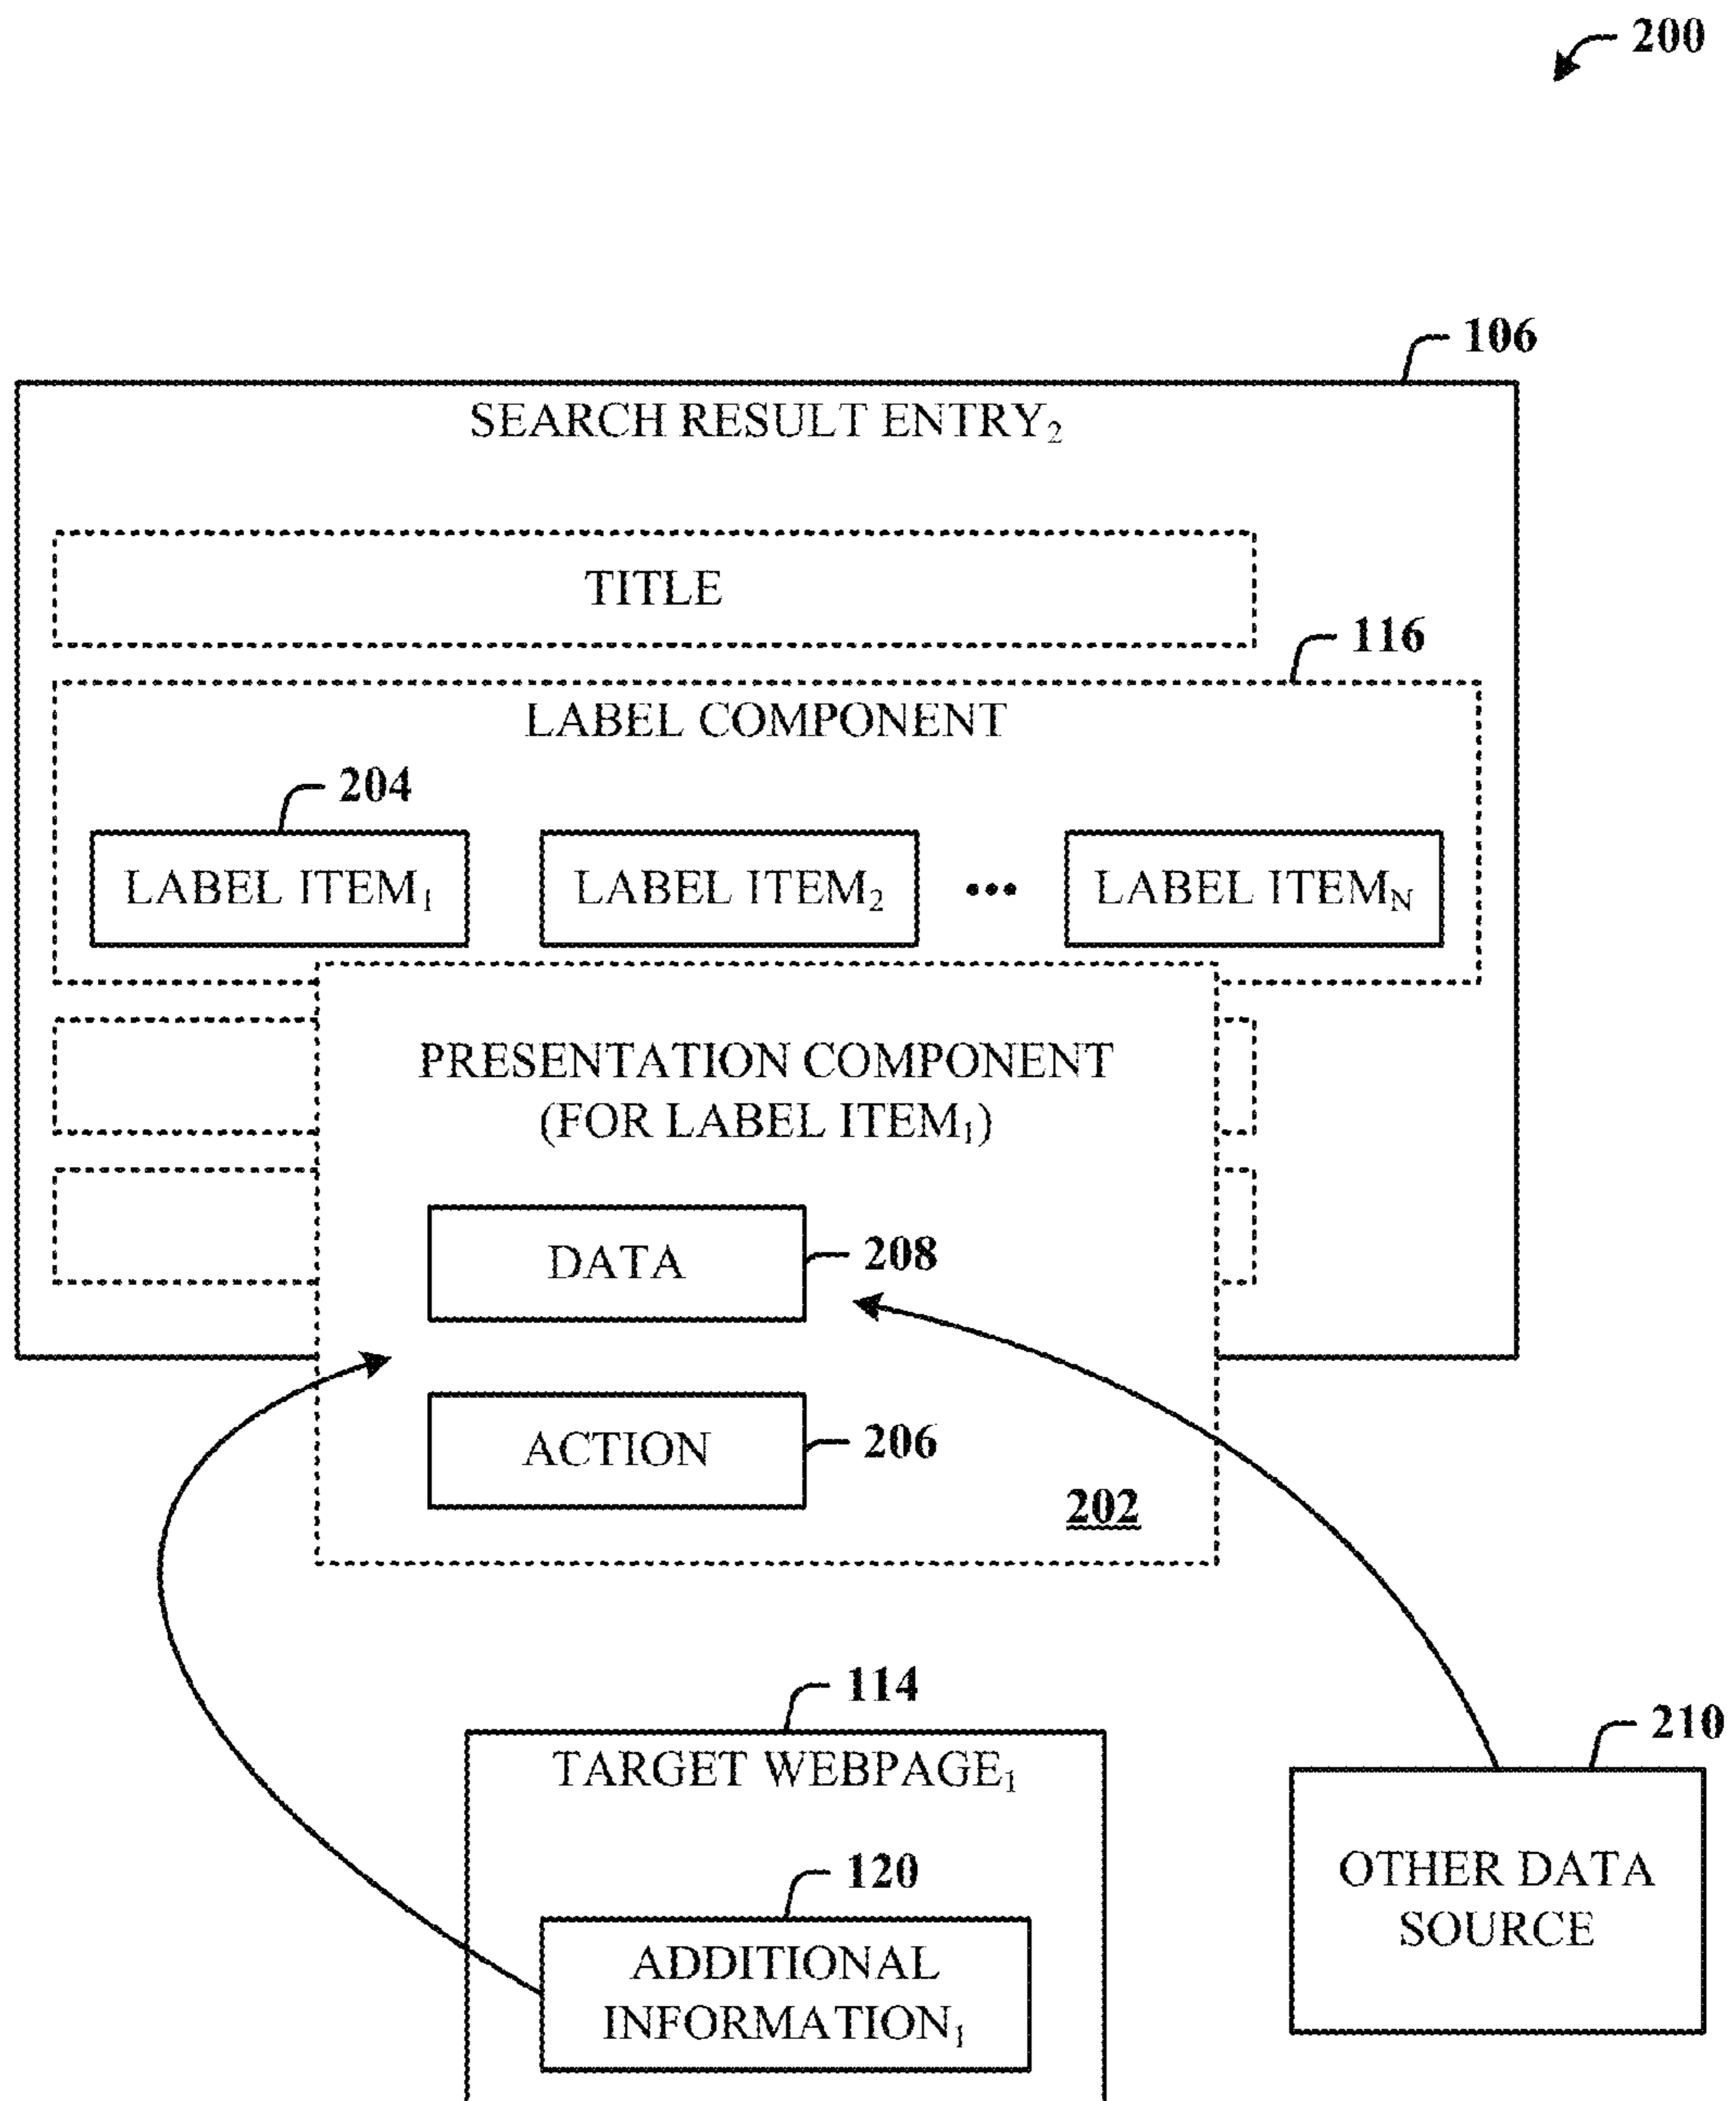 200
106
SEARCH RESULT ENTRY₂
TITLE
116
LABEL COMPONENT
204
LABEL ITEM₁ LABEL ITEM₂ ••• LABEL ITEM_N
PRESENTATION COMPONENT
(FOR LABEL ITEM₁)
DATA 208
ACTION 206
202
114
TARGET WEBPAGE₁
210
120
ADDITIONAL
INFORMATION₁
OTHER DATA
SOURCE